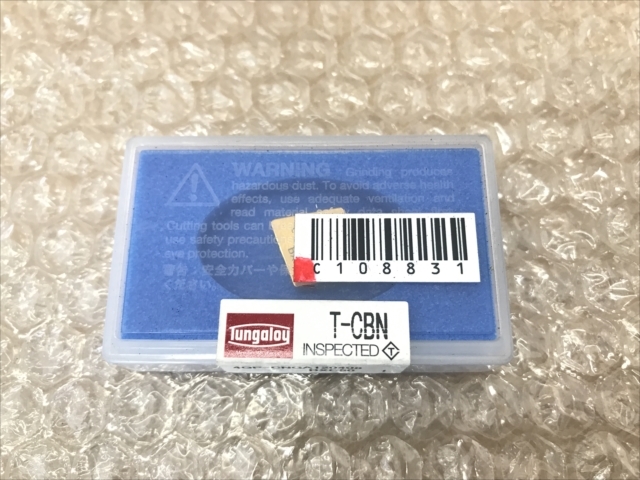 WARNING Grinding produces
hazardous dust. To avoid adverse health
effects, use adequate ventilation and
read material
Cutting tools can
use safety precautio
eye protection.
警告:安全カバーや
ください。
C108831
Tungaloy
T-CBN
INSPECTED T